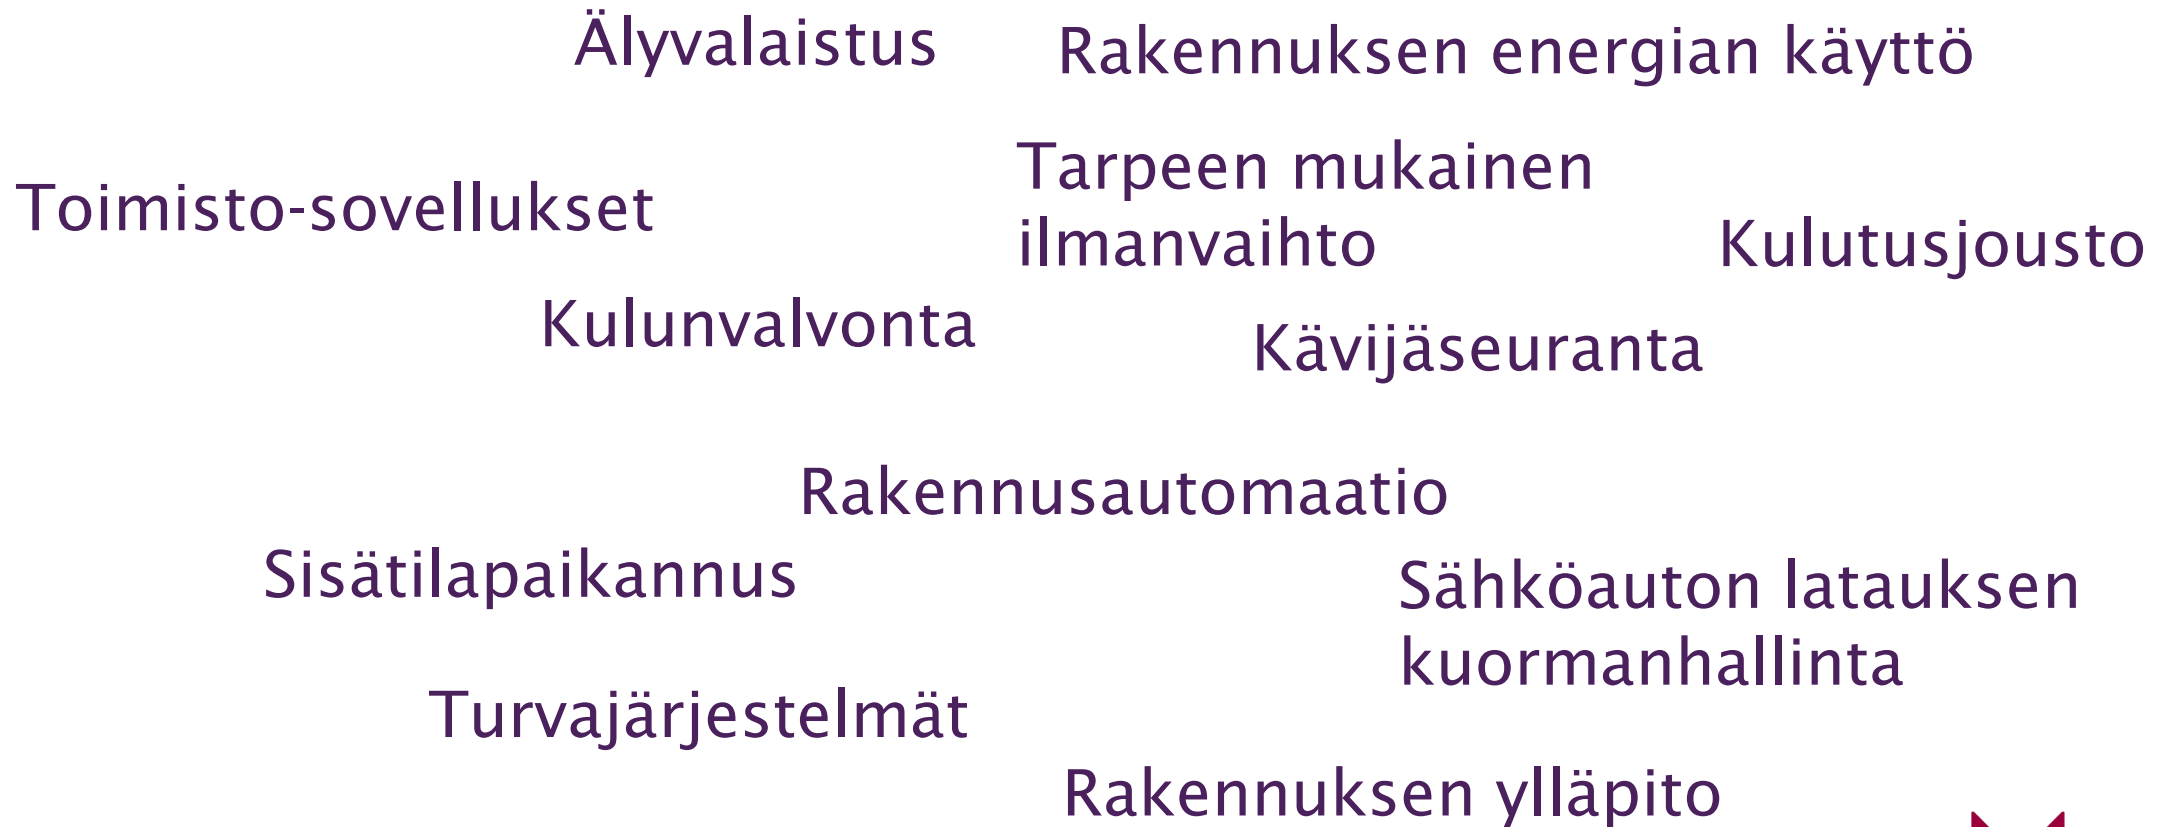 Älyvalaistus
Rakennuksen energian käyttö
Tarpeen mukainen
ilmanvaihto
Toimisto-sovellukset
Kulutusjousto
Kulunvalvonta
Kävijäseuranta
Rakennusautomaatio
Sisätilapaikannus
Sähköauton latauksen
kuormanhallinta
Turvajärjestelmät
Rakennuksen ylläpito